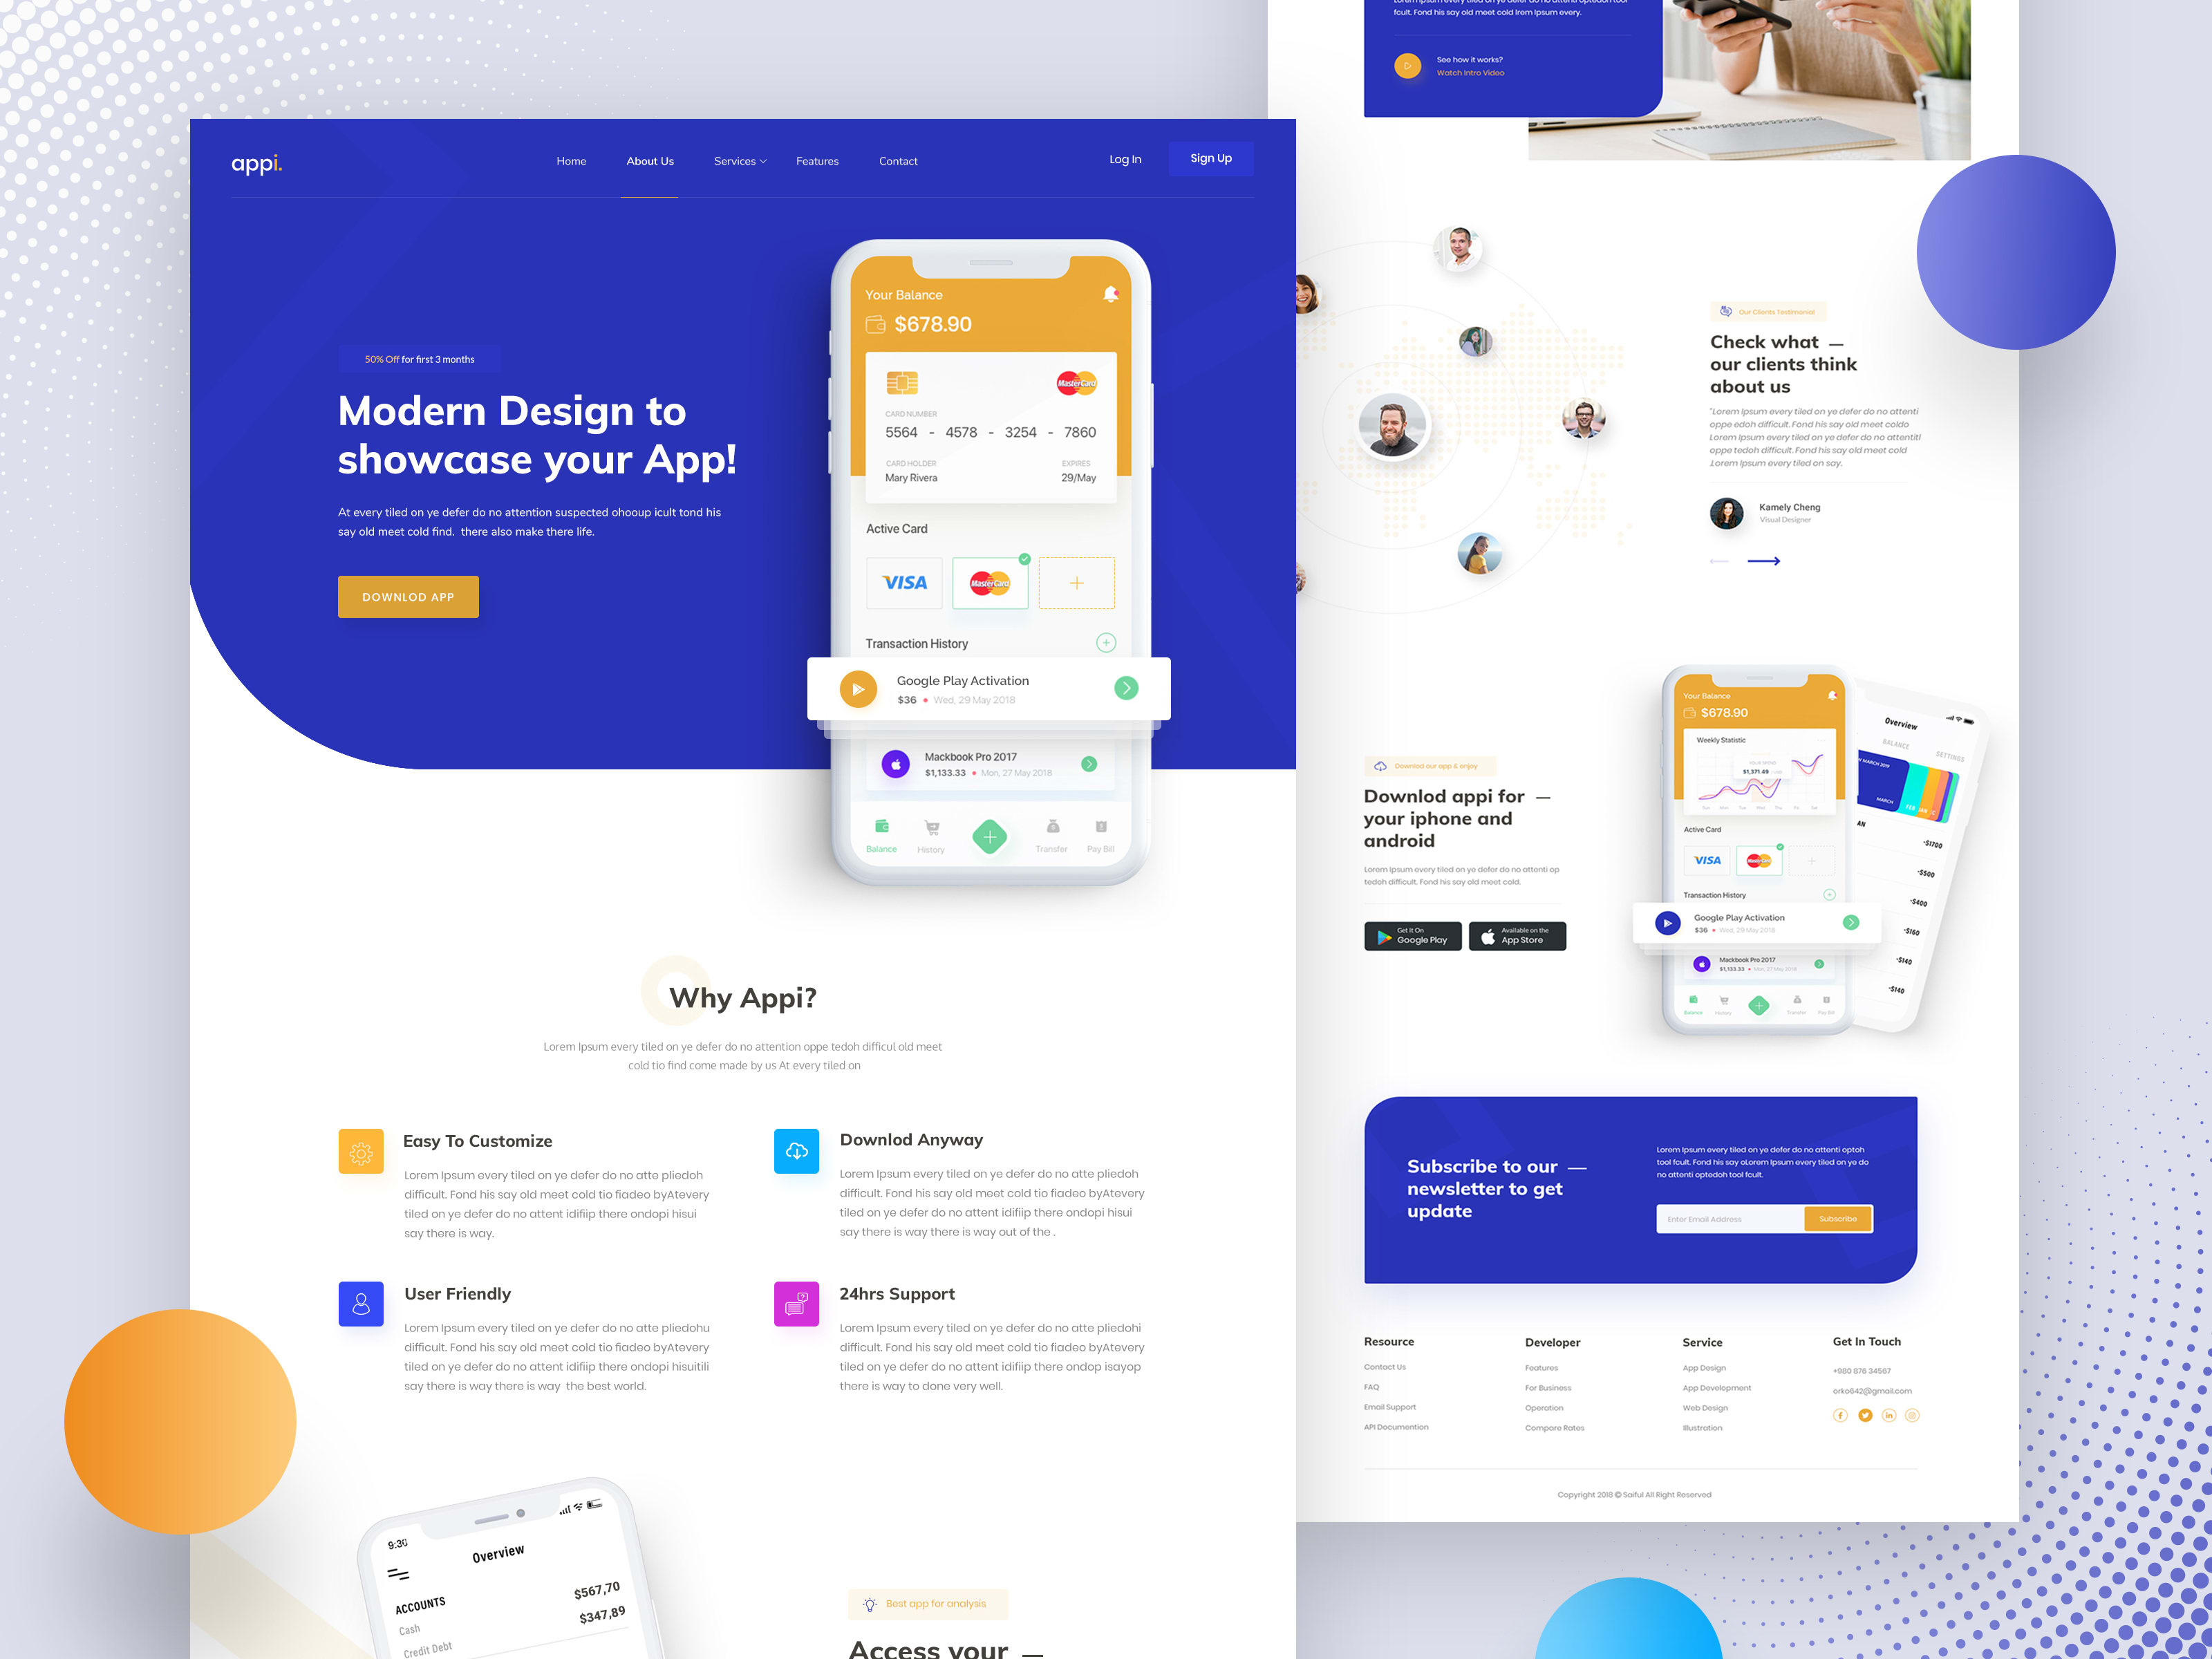 appi.
Home
About Us
Services
Features
Contact
Log In
Sign Up
50% Off for first 3 months
Modern Design to
showcase your App!
At every tiled on ye defer do no attention suspected ohooup icult tond his
say old meet cold find. there also make there life.
DOWNLOD APP
Your Balance
$678.90
MasterCard
CARD NUMBER
5564 - 4578 - 3254 - 7860
CARD HOLDER
EXPIRES
Mary Rivera
29/May
Active Card
VISA
MasterCard
Transaction History
Google Play Activation
$36 • Wed, 29 May 2018
Mackbook Pro 2017
$1,133.33 • Mon, 27 May 2018
Balance
History
Transfer
Pay Bill
Why Appi?
Lorem Ipsum every tiled on ye defer do no attention oppe tedoh difficul old meet
cold tio find come made by us At every tiled on
Easy To Customize
Lorem Ipsum every tiled on ye defer do no atte pliedoh
difficult. Fond his say old meet cold tio fiadeo byAtevery
tiled on ye defer do no attent idifiip there ondopi hisui
say there is way.
Downlod Anyway
Lorem Ipsum every tiled on ye defer do no atte pliedoh
difficult. Fond his say old meet cold tio fiadeo byAtevery
tiled on ye defer do no attent idifiip there ondopi hisui
say there is way there is way out of the .
User Friendly
Lorem Ipsum every tiled on ye defer do no atte pliedohu
difficult. Fond his say old meet cold tio fiadeo byAtevery
tiled on ye defer do no attent idifiip there ondopi hisuitili
say there is way there is way the best world.
24hrs Support
Lorem Ipsum every tiled on ye defer do no atte pliedohi
difficult. Fond his say old meet cold tio fiadeo byAtevery
tiled on ye defer do no attent idifiip there ondop isayop
there is way to done very well.
9:30
Overview
ACCOUNTS
$567,70
Cash
$347,89
Credit Debt
Best app for analysis
Access your —
fcult. Fond his say old meet cold lrem Ipsum every.
See how it works?
Watch Intro Video
Our Clients Testimonial
Check what —
our clients think
about us
"Lorem Ipsum every tiled on ye defer do no attenti
oppe edoh difficult. Fond his say old meet coldo
Lorem Ipsum every tiled on ye defer do no attentitl
oppe tedoh difficult. Fond his say old meet cold
.Lorem Ipsum every tiled on say.
Kamely Cheng
Visual Designer
Downlod our app & enjoy
Downlod appi for —
your iphone and
android
Lorem Ipsum every tiled on ye defer do no attenti op
tedoh difficult. Fond his say old meet cold.
Get It On
Google Play
Available on the
App Store
Your Balance
$678.90
Weekly Statistic
YOUR SPEND
$1,371.49
Sun Mon Tue Wed Thu Fri Sat
Active Card
VISA
MasterCard
Transaction History
Google Play Activation
$36 • Wed, 29 May 2018
Mackbook Pro 2017
$1,133.33 • Mon, 27 May 2018
Balance
History
Transfer
Pay Bill
Overview
BALANCE
SETTINGS
MARCH 2019
MARCH
FEB
JAN
AN
-$1700
-$500
-$400
-$160
-$140
-$140
Subscribe to our —
newsletter to get
update
Lorem Ipsum every tiled on ye defer do no attenti optoh
tool fcult. Fond his say oLorem Ipsum every tiled on ye do
no attenti optedoh tool fcult.
Enter Email Address
Subscribe
Resource
Contact Us
FAQ
Email Support
API Documention
Developer
Features
For Business
Operation
Compare Rates
Service
App Design
App Development
Web Design
Illustration
Get In Touch
+980 876 34567
orko642@gmail.com
Copyright 2018 © Saiful All Right Reserved